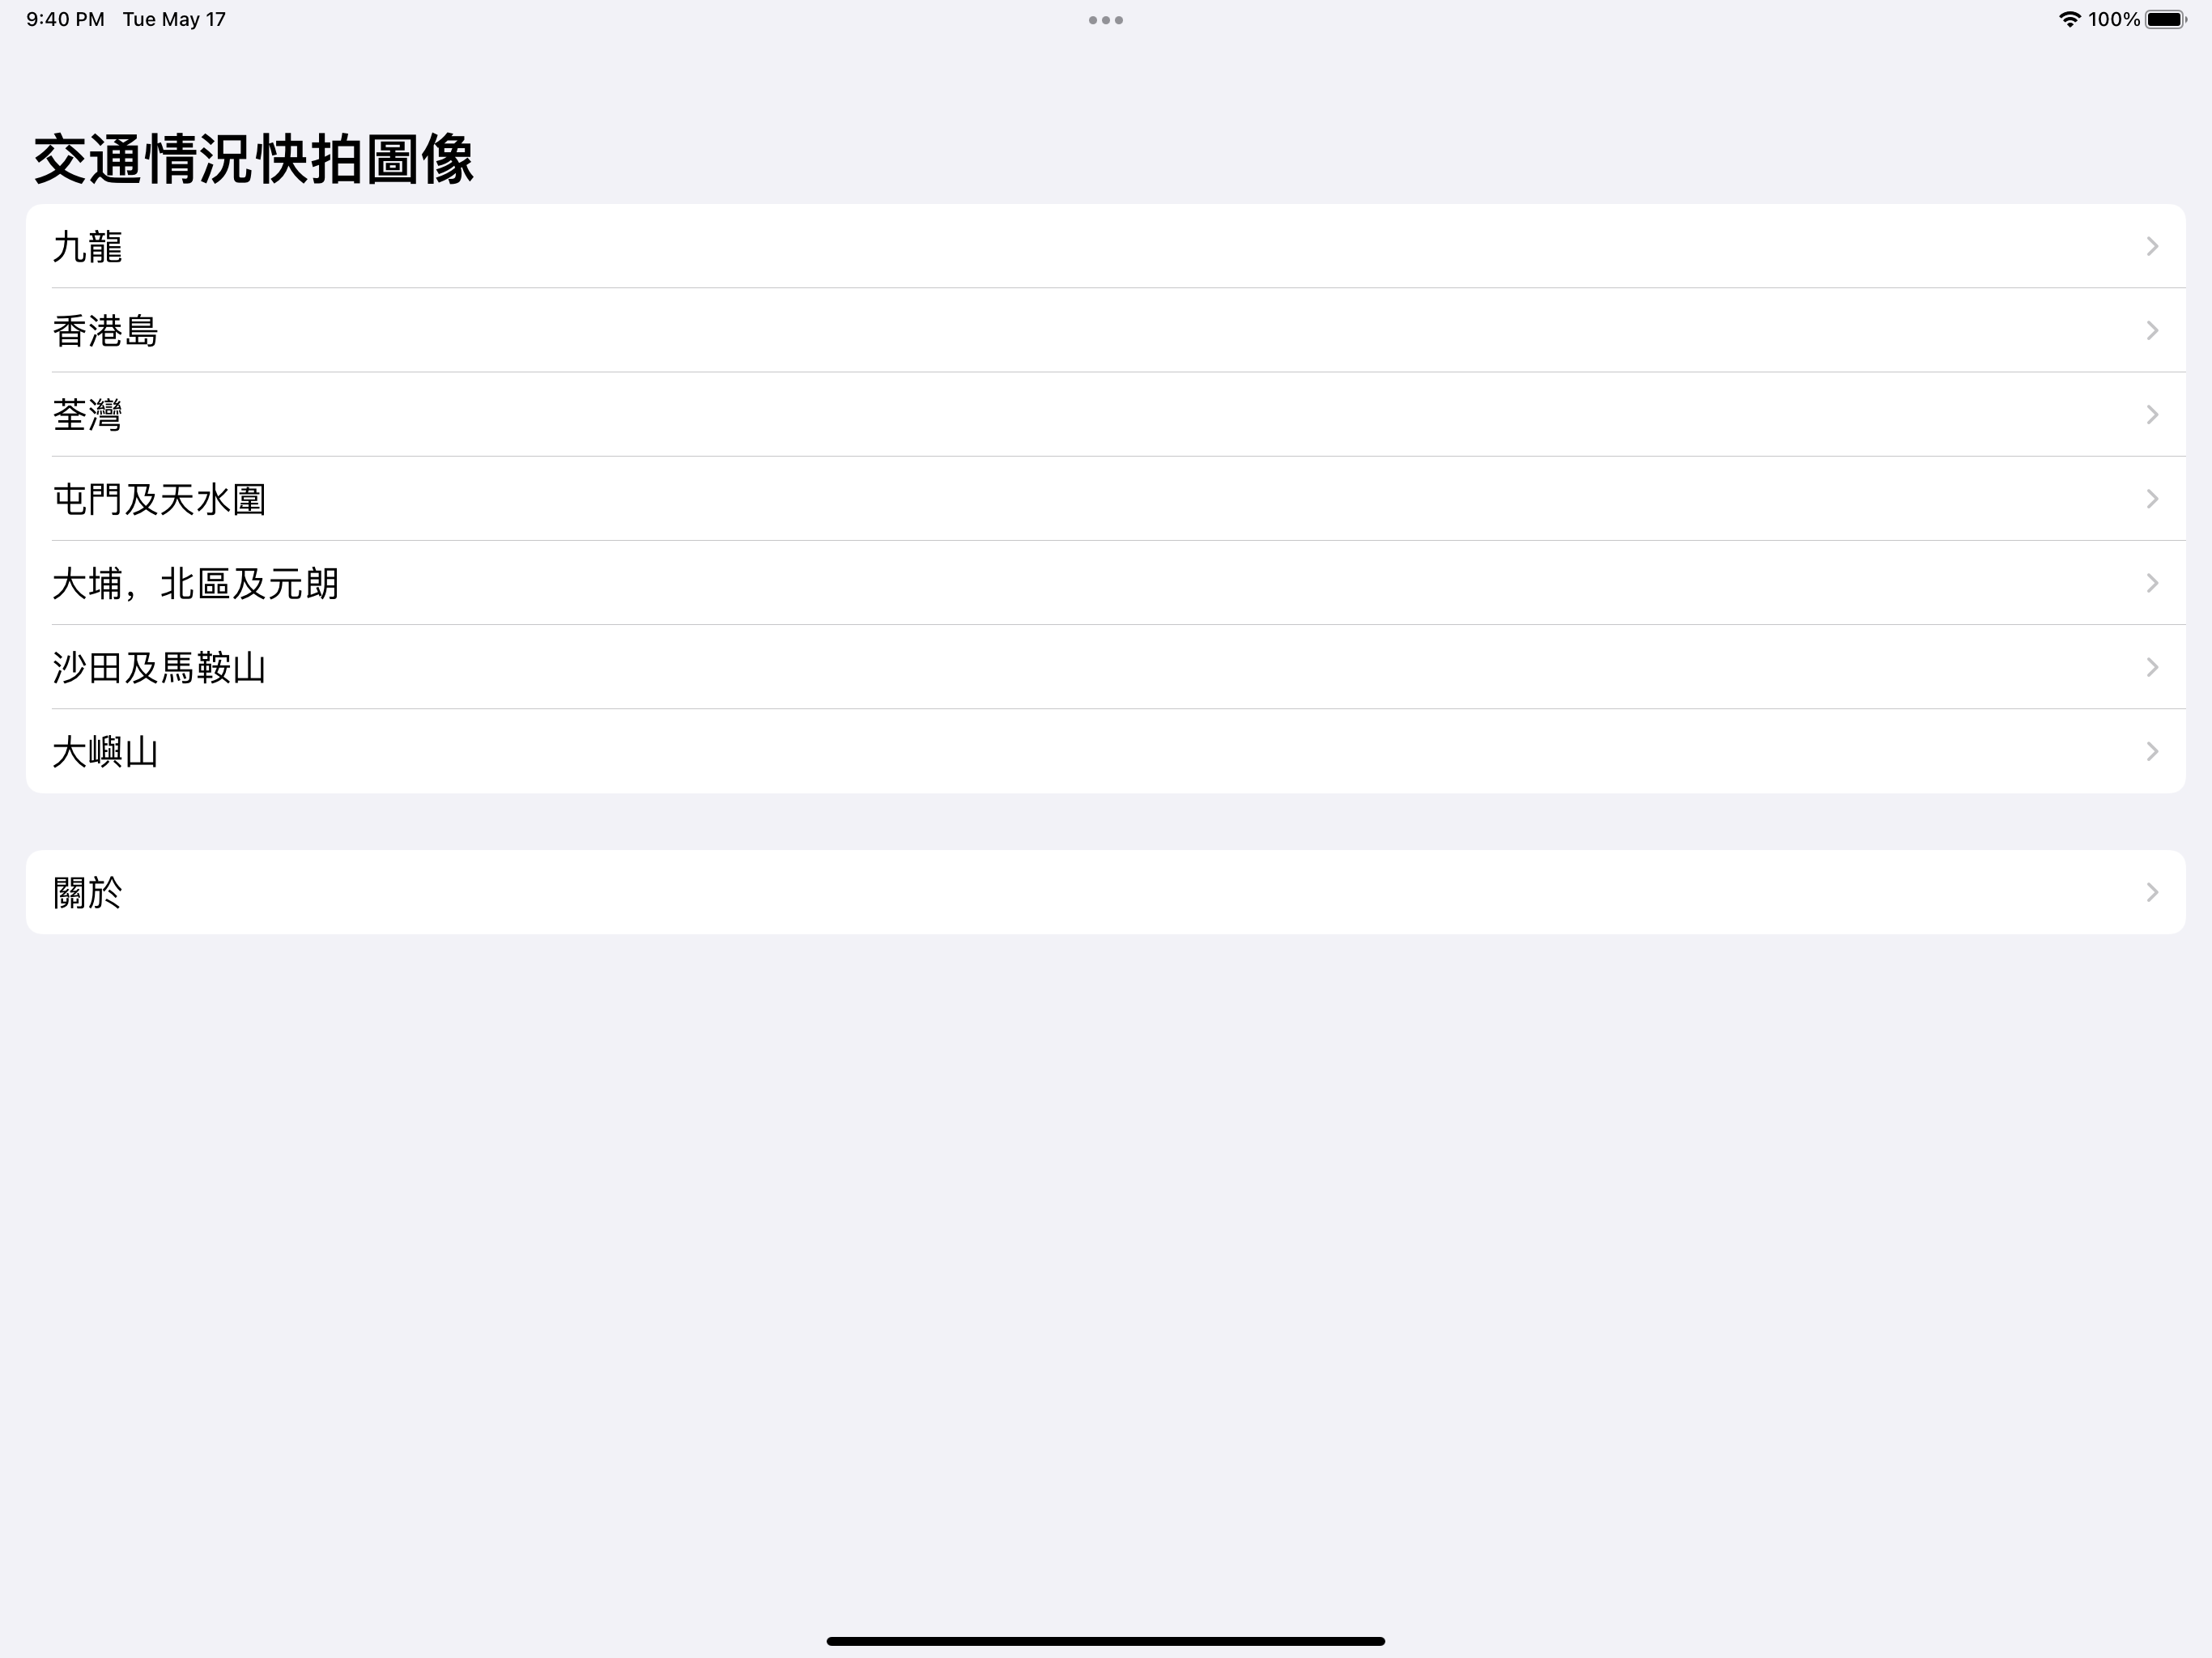 9:40 PM Tue May 17
100%
交通情況快拍圖像
九龍
香港島
荃灣
屯門及天水圍
大埔，北區及元朗
沙田及馬鞍山
大嶼山
關於